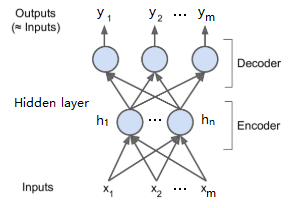 Outputs y1 y2 ... ym
(≈ Inputs)
Decoder
Hidden layer
h1 ... hn
Encoder
Inputs x1 x2 ... xm